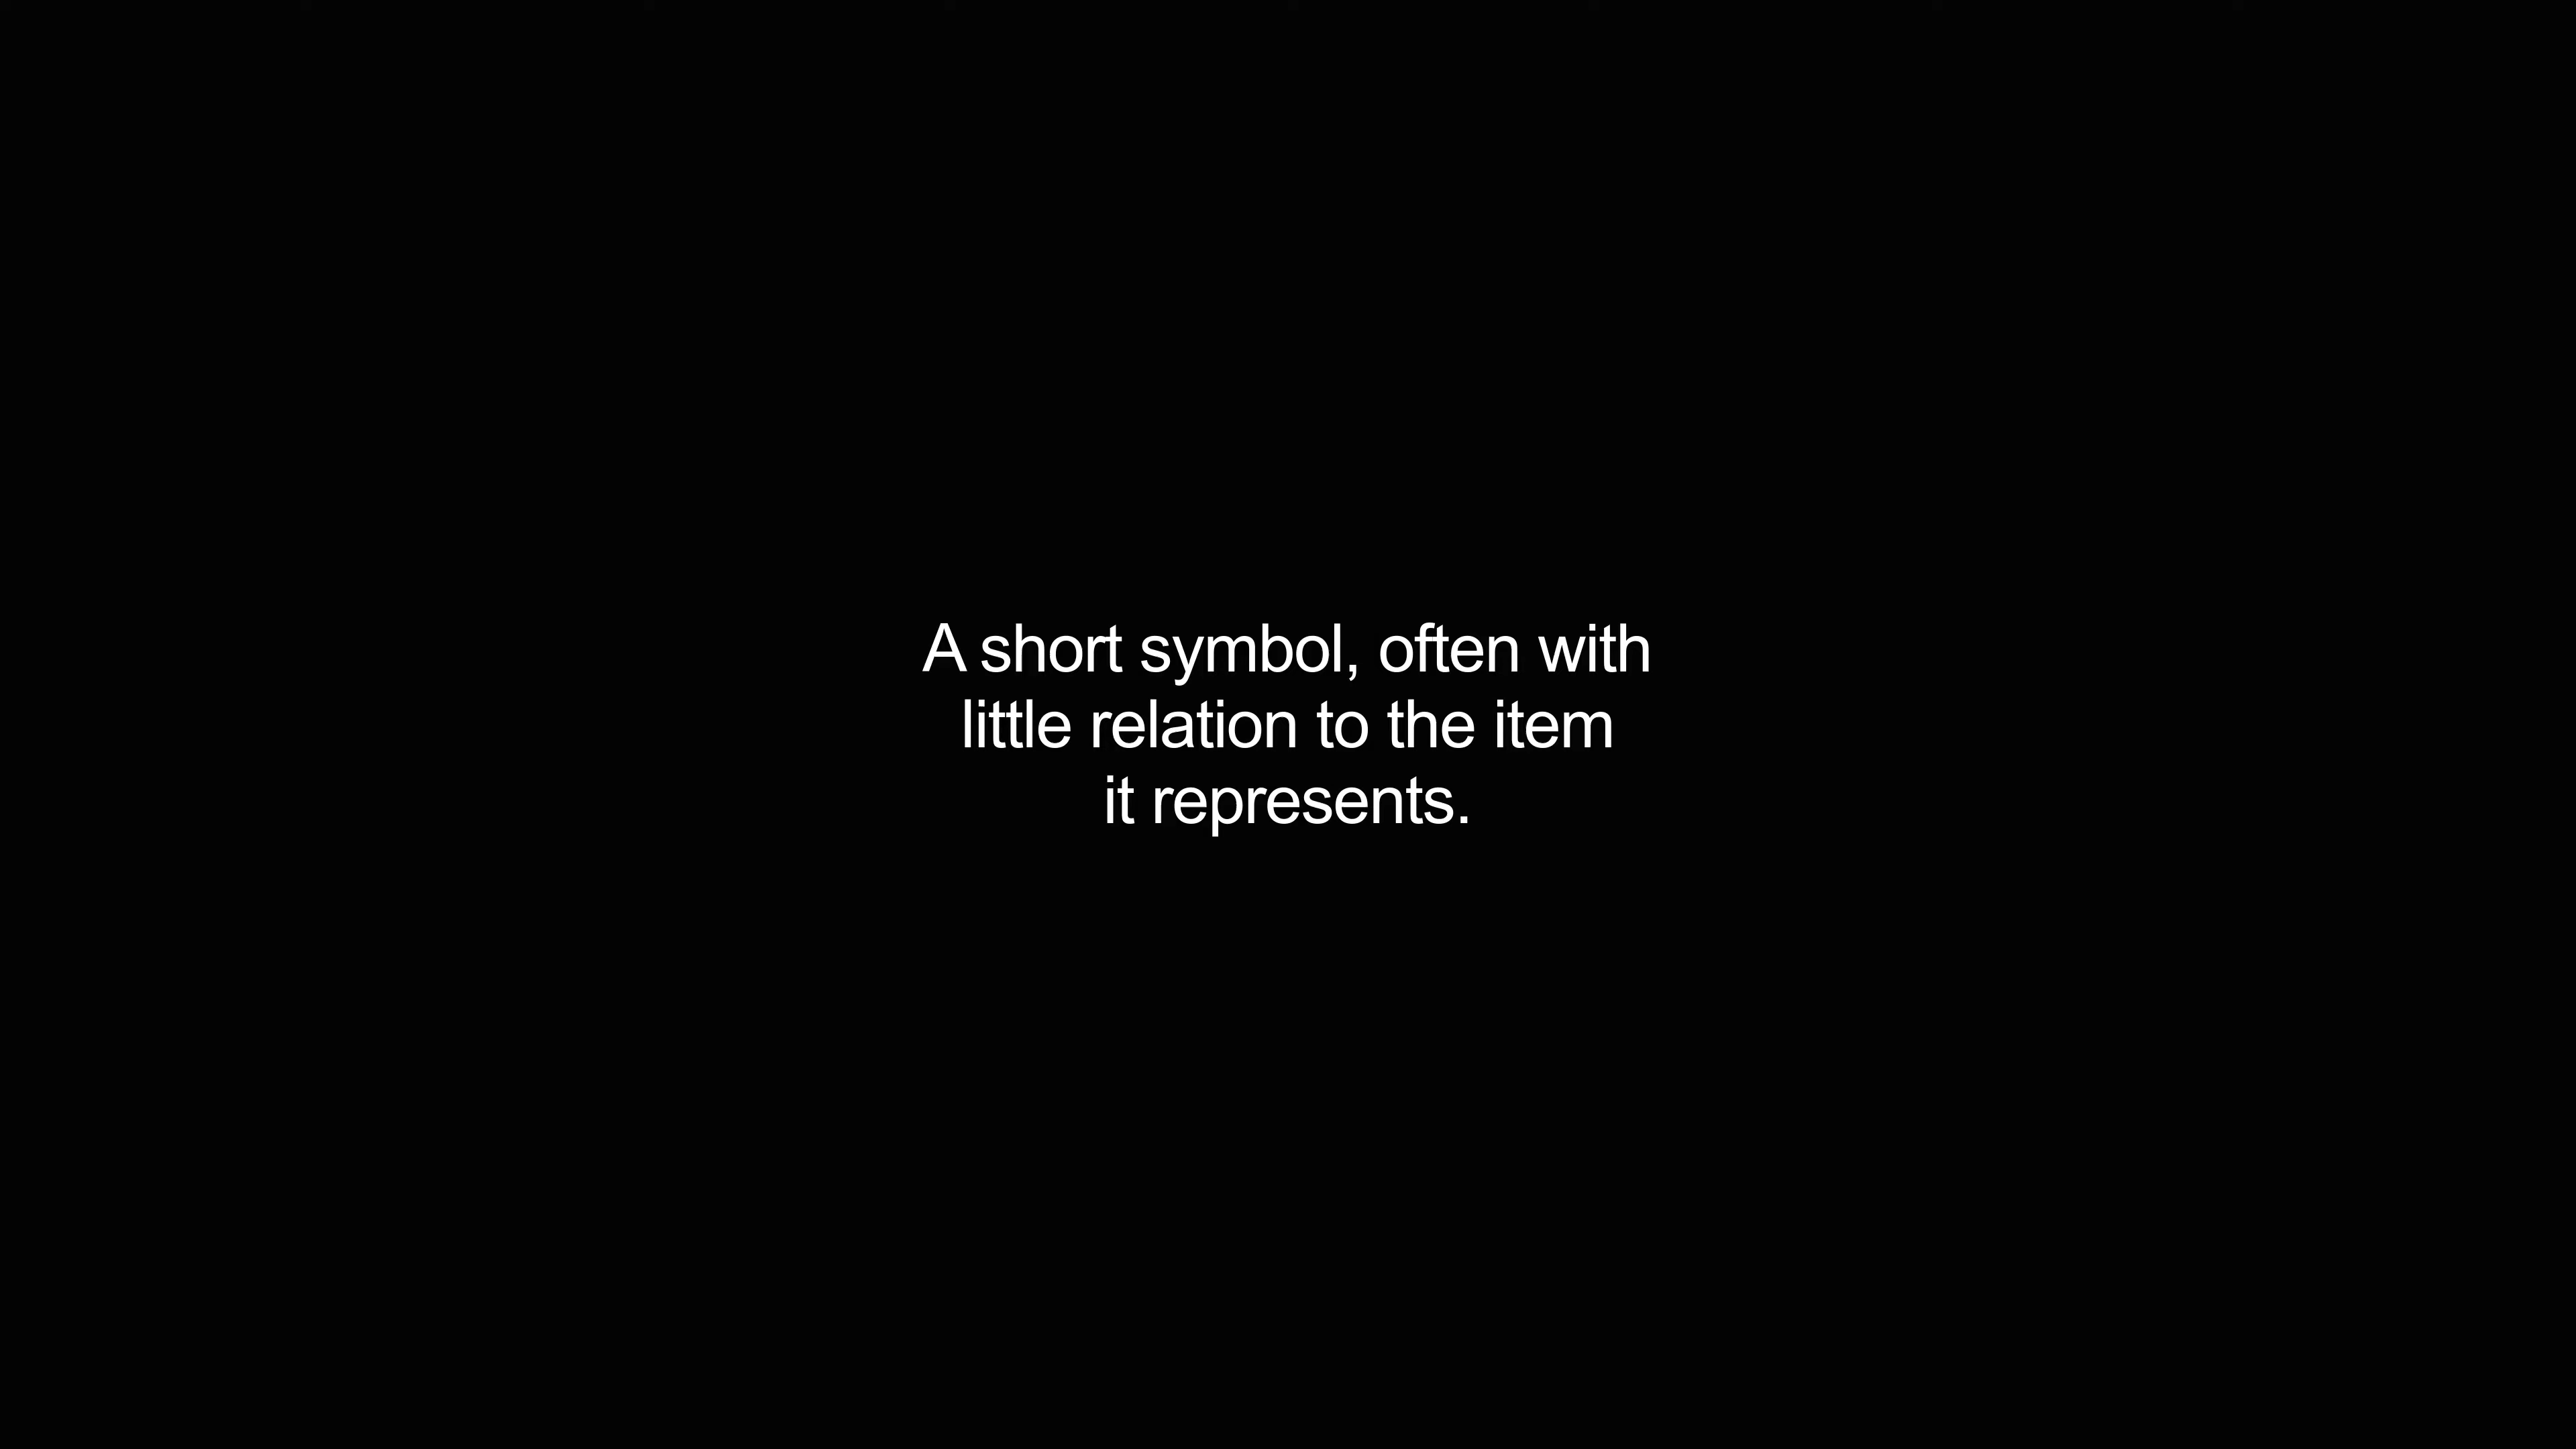 A short symbol, often with
little relation to the item
it represents.